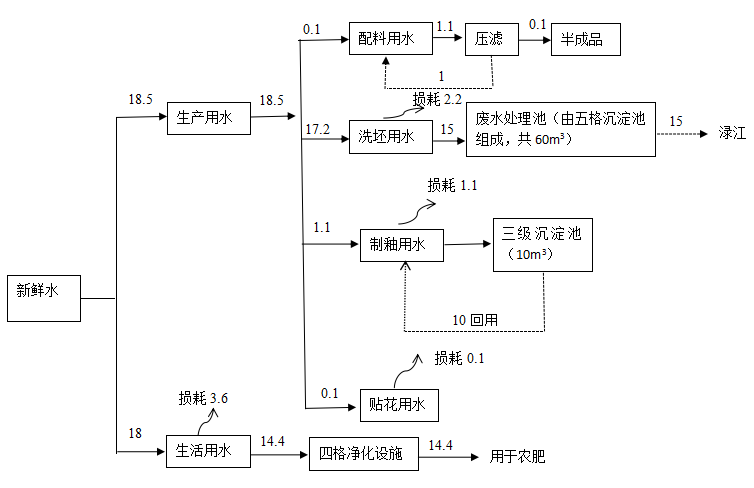 0.1
配料用水
1.1
压滤
0.1
半成品
1
18.5
生产用水
18.5
损耗 2.2
17.2
洗坯用水
15
废水处理池（由五格沉淀池
组成，共 60m³）
15
渌江
损耗 1.1
1.1
制釉用水
三级沉淀池
（10m³）
10 回用
新鲜水
损耗 0.1
0.1
贴花用水
损耗 3.6
18
生活用水
14.4
四格净化设施
14.4
用于农肥